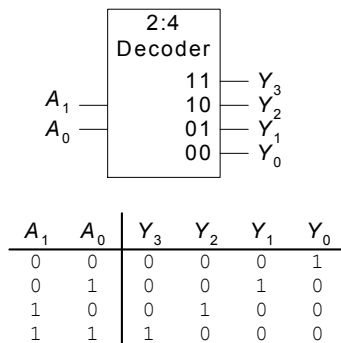 2:4
Decoder
11 Y3
A1 10 Y2
A0 01 Y1
00 Y0
A1 A0 Y3 Y2 Y1 Y0
0 0 0 0 0 1
0 1 0 0 1 0
1 0 0 1 0 0
1 1 1 0 0 0